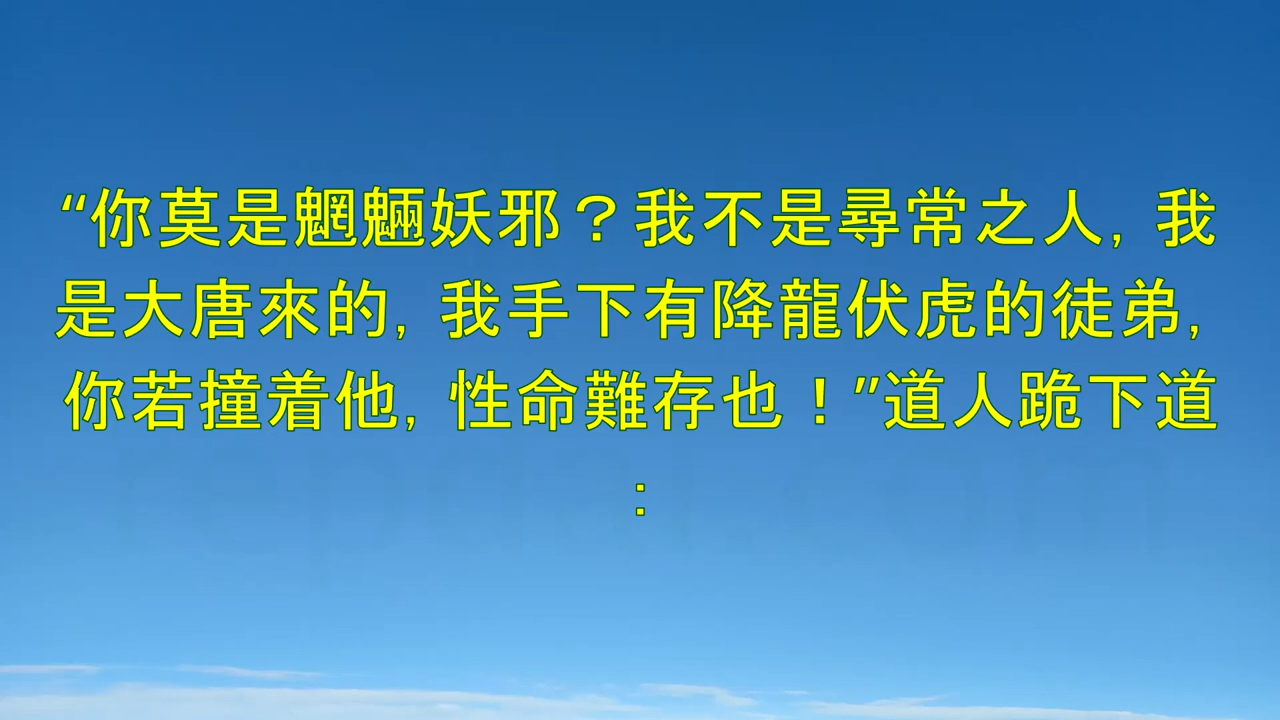 “你莫是魍魎妖邪？我不是尋常之人, 我
是大唐來的, 我手下有降龍伏虎的徒弟,
你若撞着他, 性命難存也！”道人跪下道
: